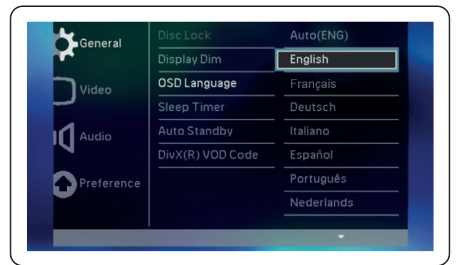 General
Video
Audio
Preference
Disc Lock
Display Dim
OSD Language
Sleep Timer
Auto Standby
DivX(R) VOD Code
Auto(ENG)
English
Français
Deutsch
Italiano
Español
Português
Nederlands